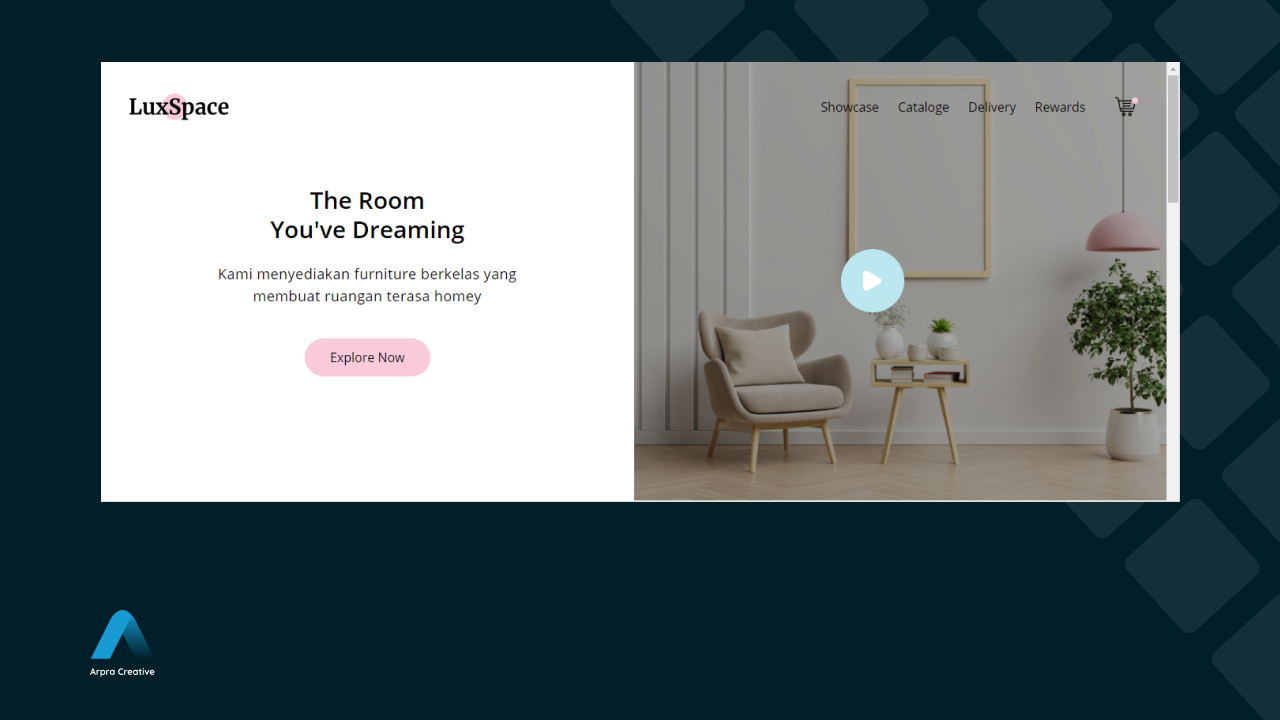 LuxSpace
Showcase Cataloge Delivery Rewards
The Room
You've Dreaming
Kami menyediakan furniture berkelas yang
membuat ruangan terasa homey
Explore Now
Arpra Creative